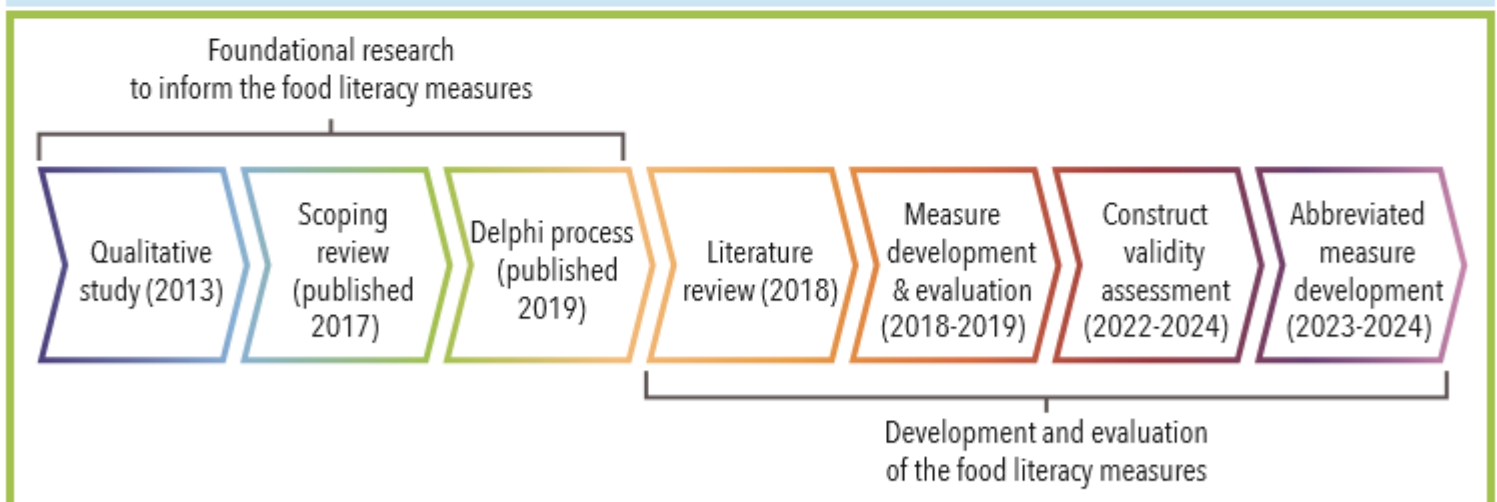 Foundational research
to inform the food literacy measures
Qualitative
study (2013)
Scoping
review
(published
2017)
Delphi process
(published
2019)
Literature
review (2018)
Measure
development
& evaluation
(2018-2019)
Construct
validity
assessment
(2022-2024)
Abbreviated
measure
development
(2023-2024)
Development and evaluation
of the food literacy measures